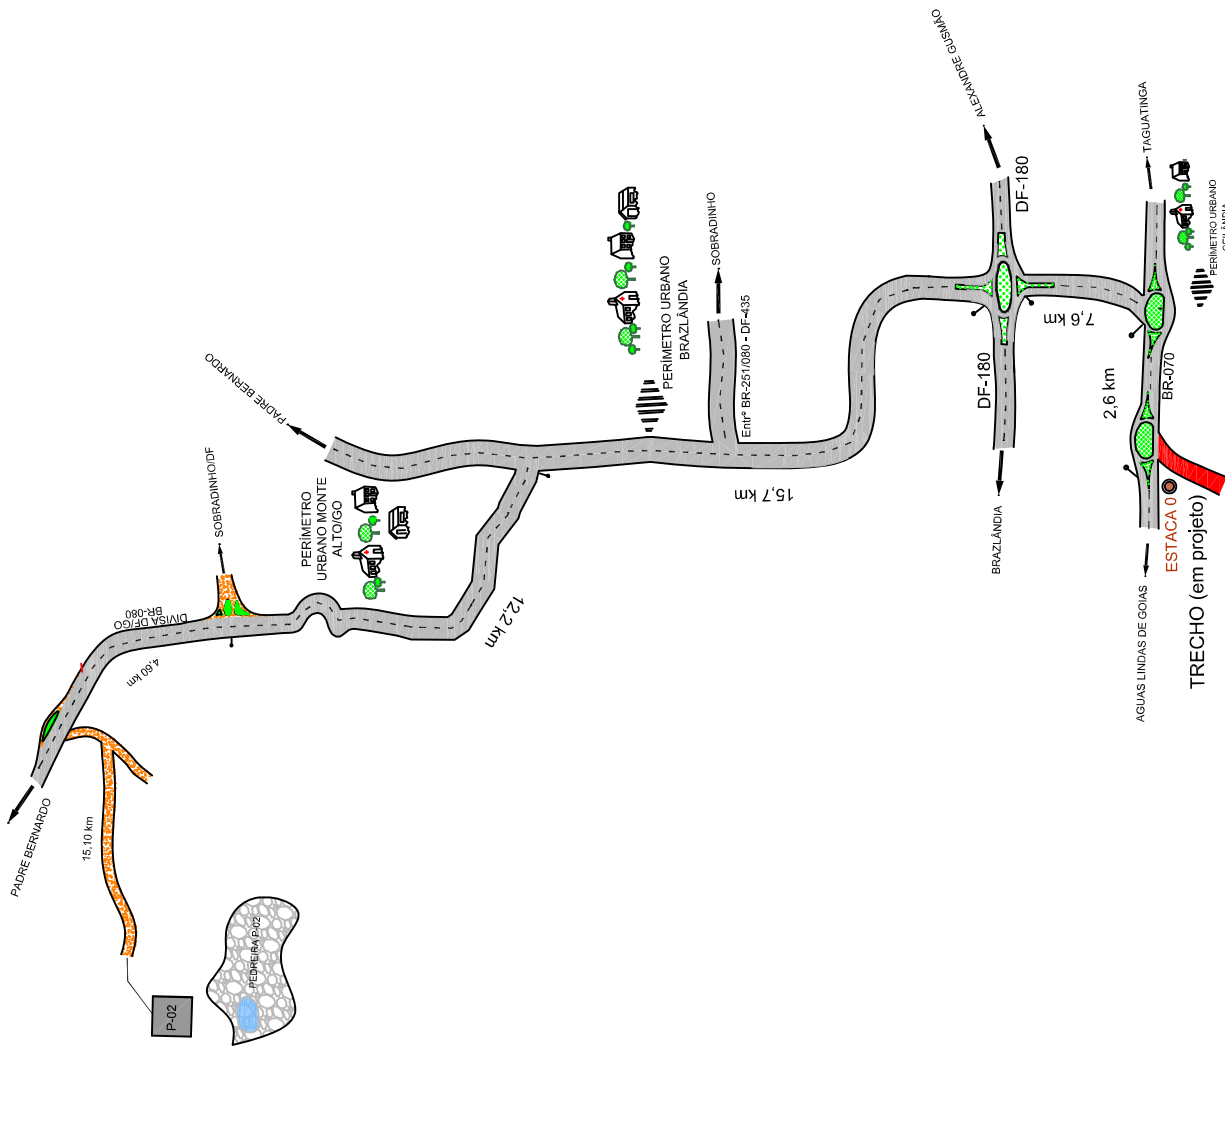 ALEXANDRE GUSMÃO
TAGUATINGA
DF-180
PERÍMETRO URBANO
CEILÂNDIA
SOBRADINHO
PERÍMETRO URBANO
BRAZLÂNDIA
Entrº BR-251/080 - DF-435
7,6 km
DF-180
2,6 km
BR-070
PADRE BERNARDO
SOBRADINHO/DF
PERÍMETRO
URBANO MONTE
ALTO/GO
15,7 km
BRAZLÂNDIA
ESTACA 0
TRECHO (em projeto)
AGUAS LINDAS DE GOIAS
DIVISA DF/GO
BR-080
12,2 km
4,60 km
PADRE BERNARDO
15,10 km
PEDREIRA P-02
P-02